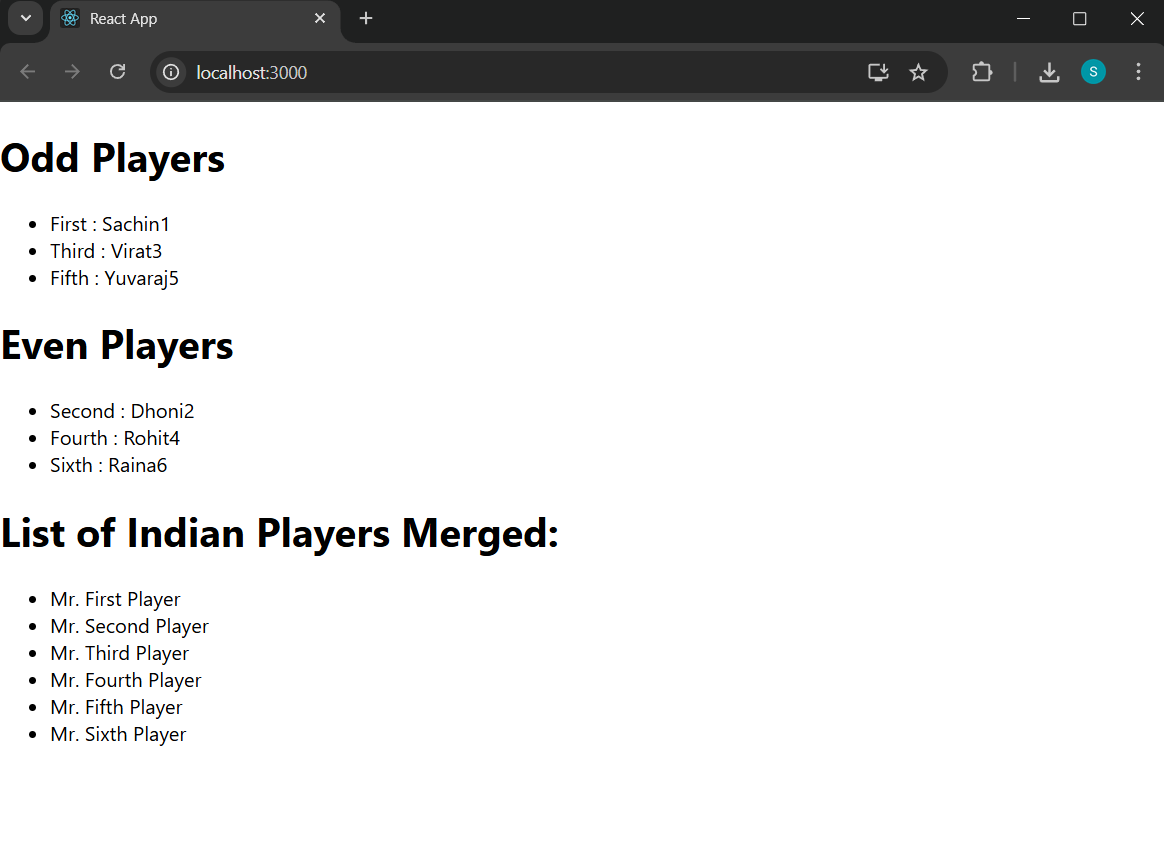 React App
localhost:3000
S
Odd Players
First : Sachin1
Third : Virat3
Fifth : Yuvaraj5
Even Players
Second : Dhoni2
Fourth : Rohit4
Sixth : Raina6
List of Indian Players Merged:
Mr. First Player
Mr. Second Player
Mr. Third Player
Mr. Fourth Player
Mr. Fifth Player
Mr. Sixth Player